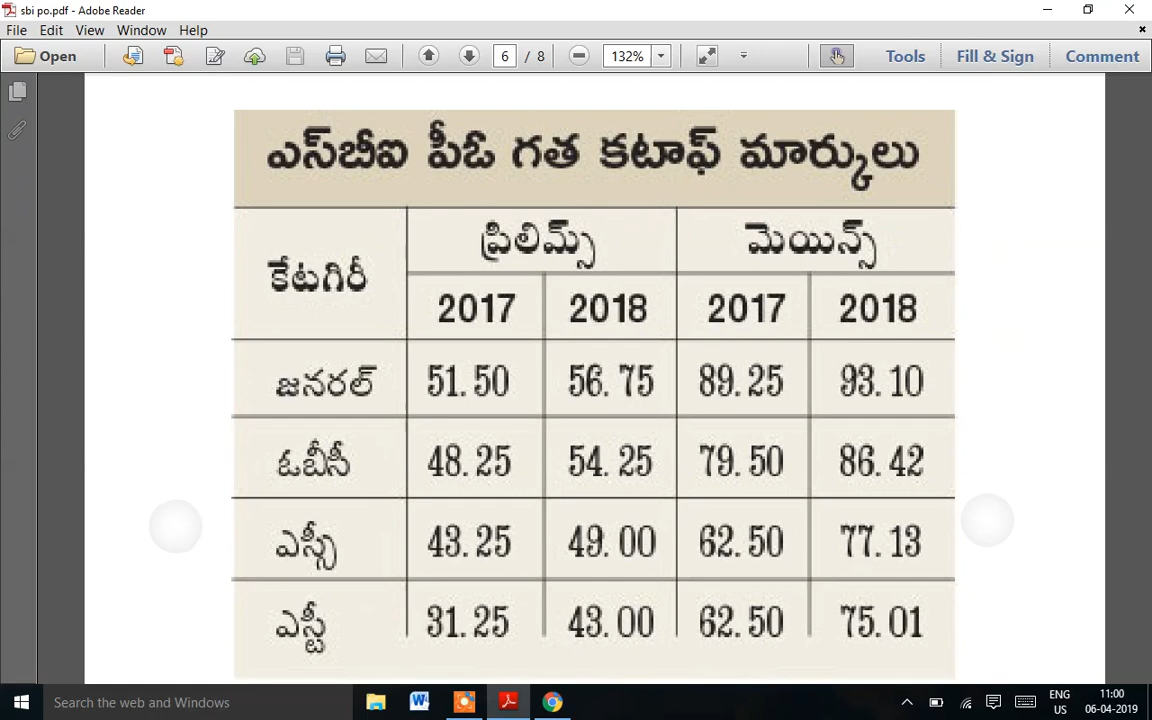 sbi po.pdf - Adobe Reader
File Edit View Window Help
Open 6 / 8 132% Tools Fill & Sign Comment
ఎస్‌బీఐ పీఓ గత కటాఫ్ మార్కులు
కేటగిరీ ప్రిలిమ్స్ మెయిన్స్
2017 2018 2017 2018
జనరల్ 51.50 56.75 89.25 93.10
ఓబీసీ 48.25 54.25 79.50 86.42
ఎస్సీ 43.25 49.00 62.50 77.13
ఎస్టీ 31.25 43.00 62.50 75.01
Search the web and Windows
ENG 11:00
US 06-04-2019